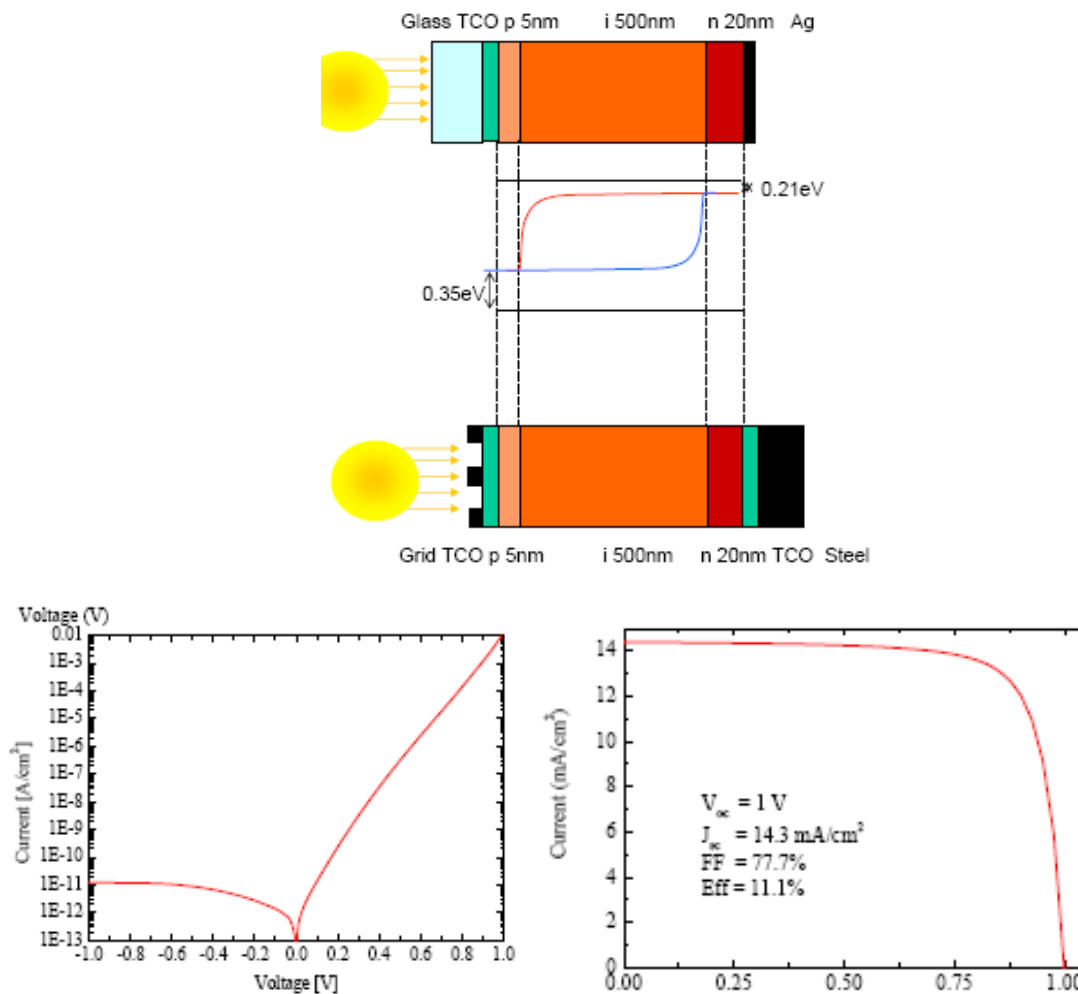 Glass TCO p 5nm i 500nm n 20nm Ag
0.21eV
0.35eV
Grid TCO p 5nm i 500nm n 20nm TCO Steel
Voltage (V)
0.01
1E-3
1E-4
1E-5
1E-6
1E-7
1E-8
1E-9
1E-10
1E-11
1E-12
1E-13
Current [A/cm²]
-1.0 -0.8 -0.6 -0.4 -0.2 0.0 0.2 0.4 0.6 0.8 1.0
Voltage [V]
14
12
10
8
6
4
2
0
Current (mA/cm²)
V_oc = 1 V
J_sc = 14.3 mA/cm²
FF = 77.7%
Eff = 11.1%
0.00 0.25 0.50 0.75 1.00